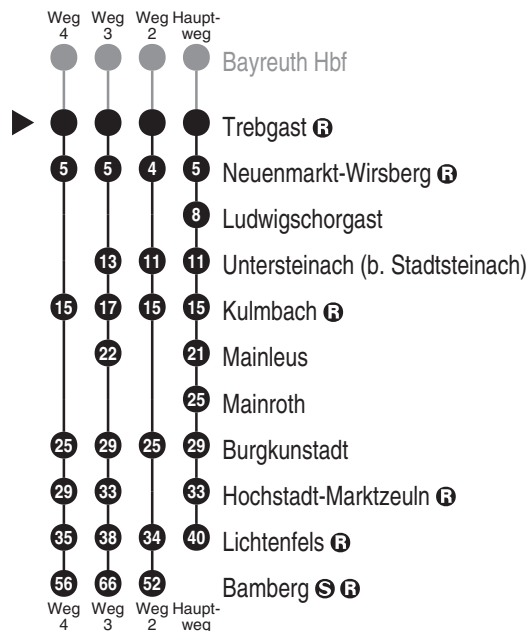 Weg Weg Weg Haupt-
4 3 2 weg
Bayreuth Hbf
Trebgast R
5 5 4 5 Neuenmarkt-Wirsberg R
8 Ludwigschorgast
13 11 11 Untersteinach (b. Stadtsteinach)
15 17 15 15 Kulmbach R
22 21 Mainleus
25 Mainroth
25 29 25 29 Burgkunstadt
29 33 33 Hochstadt-Marktzeuln R
35 38 34 40 Lichtenfels R
56 66 52 Bamberg S R
Weg Weg Weg Haupt-
4 3 2 weg